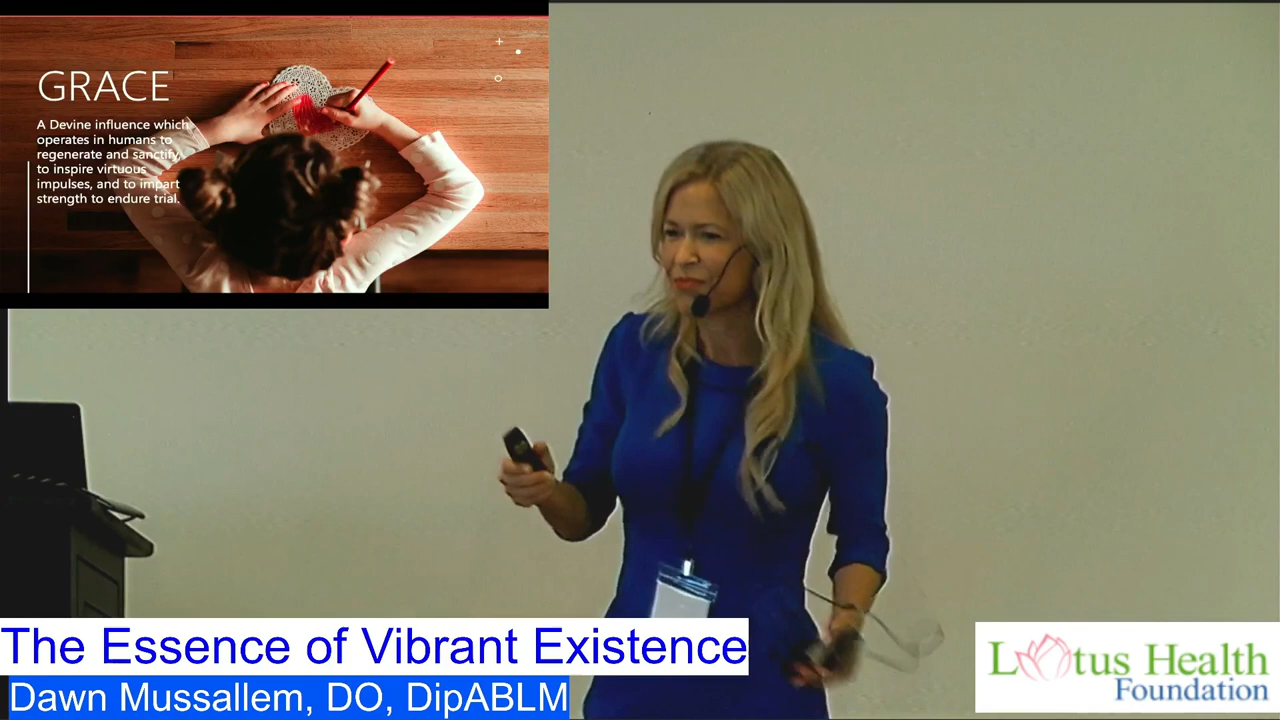 GRACE
A Devine influence which
operates in humans to
regenerate and sanctify,
to inspire virtuous
impulses, and to impart
strength to endure trial.
The Essence of Vibrant Existence
Dawn Mussallem, DO, DipABLM
Lotus Health
Foundation